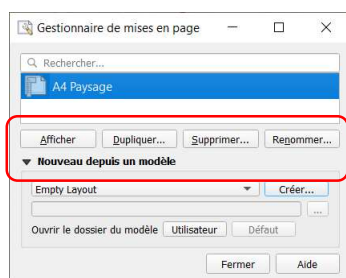 Gestionnaire de mises en page
Rechercher...
A4 Paysage
Afficher Dupliquer... Supprimer... Renommer...
Nouveau depuis un modèle
Empty Layout Créer...
...
Ouvrir le dossier du modèle Utilisateur Défaut
Fermer Aide